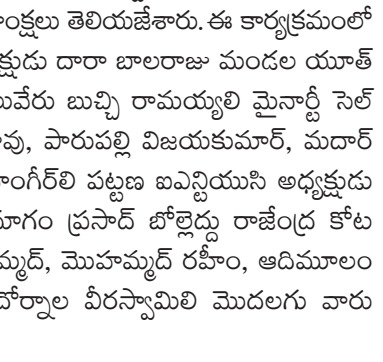 ంక్షలు తెలియజేశారు. ఈ కార్యక్రమంలో
క్షుడు దారా బాలరాజు మండల యూత్
వేరు బుచ్చి రామయ్యలి మైనార్టీ సెల్
వు, పారుపల్లి విజయకుమార్, మదార్
ంగీర్‌లి పట్టణ ఐఎన్టియుసి అధ్యక్షుడు
గం ప్రసాద్ బోల్లెద్దు రాజేంద్ర కోట
మ్మద్, మొహమ్మద్ రహీం, ఆదిమూలం
దోర్నాల వీరస్వామిలి మొదలగు వారు